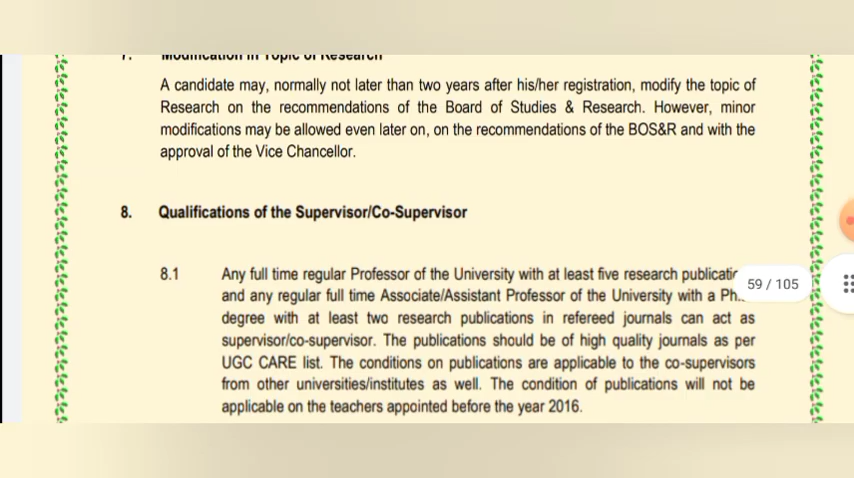 7. Modification in Topic of Research
A candidate may, normally not later than two years after his/her registration, modify the topic of
Research on the recommendations of the Board of Studies & Research. However, minor
modifications may be allowed even later on, on the recommendations of the BOS&R and with the
approval of the Vice Chancellor.
8. Qualifications of the Supervisor/Co-Supervisor
8.1 Any full time regular Professor of the University with at least five research
and any regular full time Associate/Assistant Professor of the University with a
degree with at least two research publications in refereed journals can act as
supervisor/co-supervisor. The publications should be of high quality journals as per
UGC CARE list. The conditions on publications are applicable to the co-supervisors
from other universities/institutes as well. The condition of publications will not be
applicable on the teachers appointed before the year 2016.
59 / 105